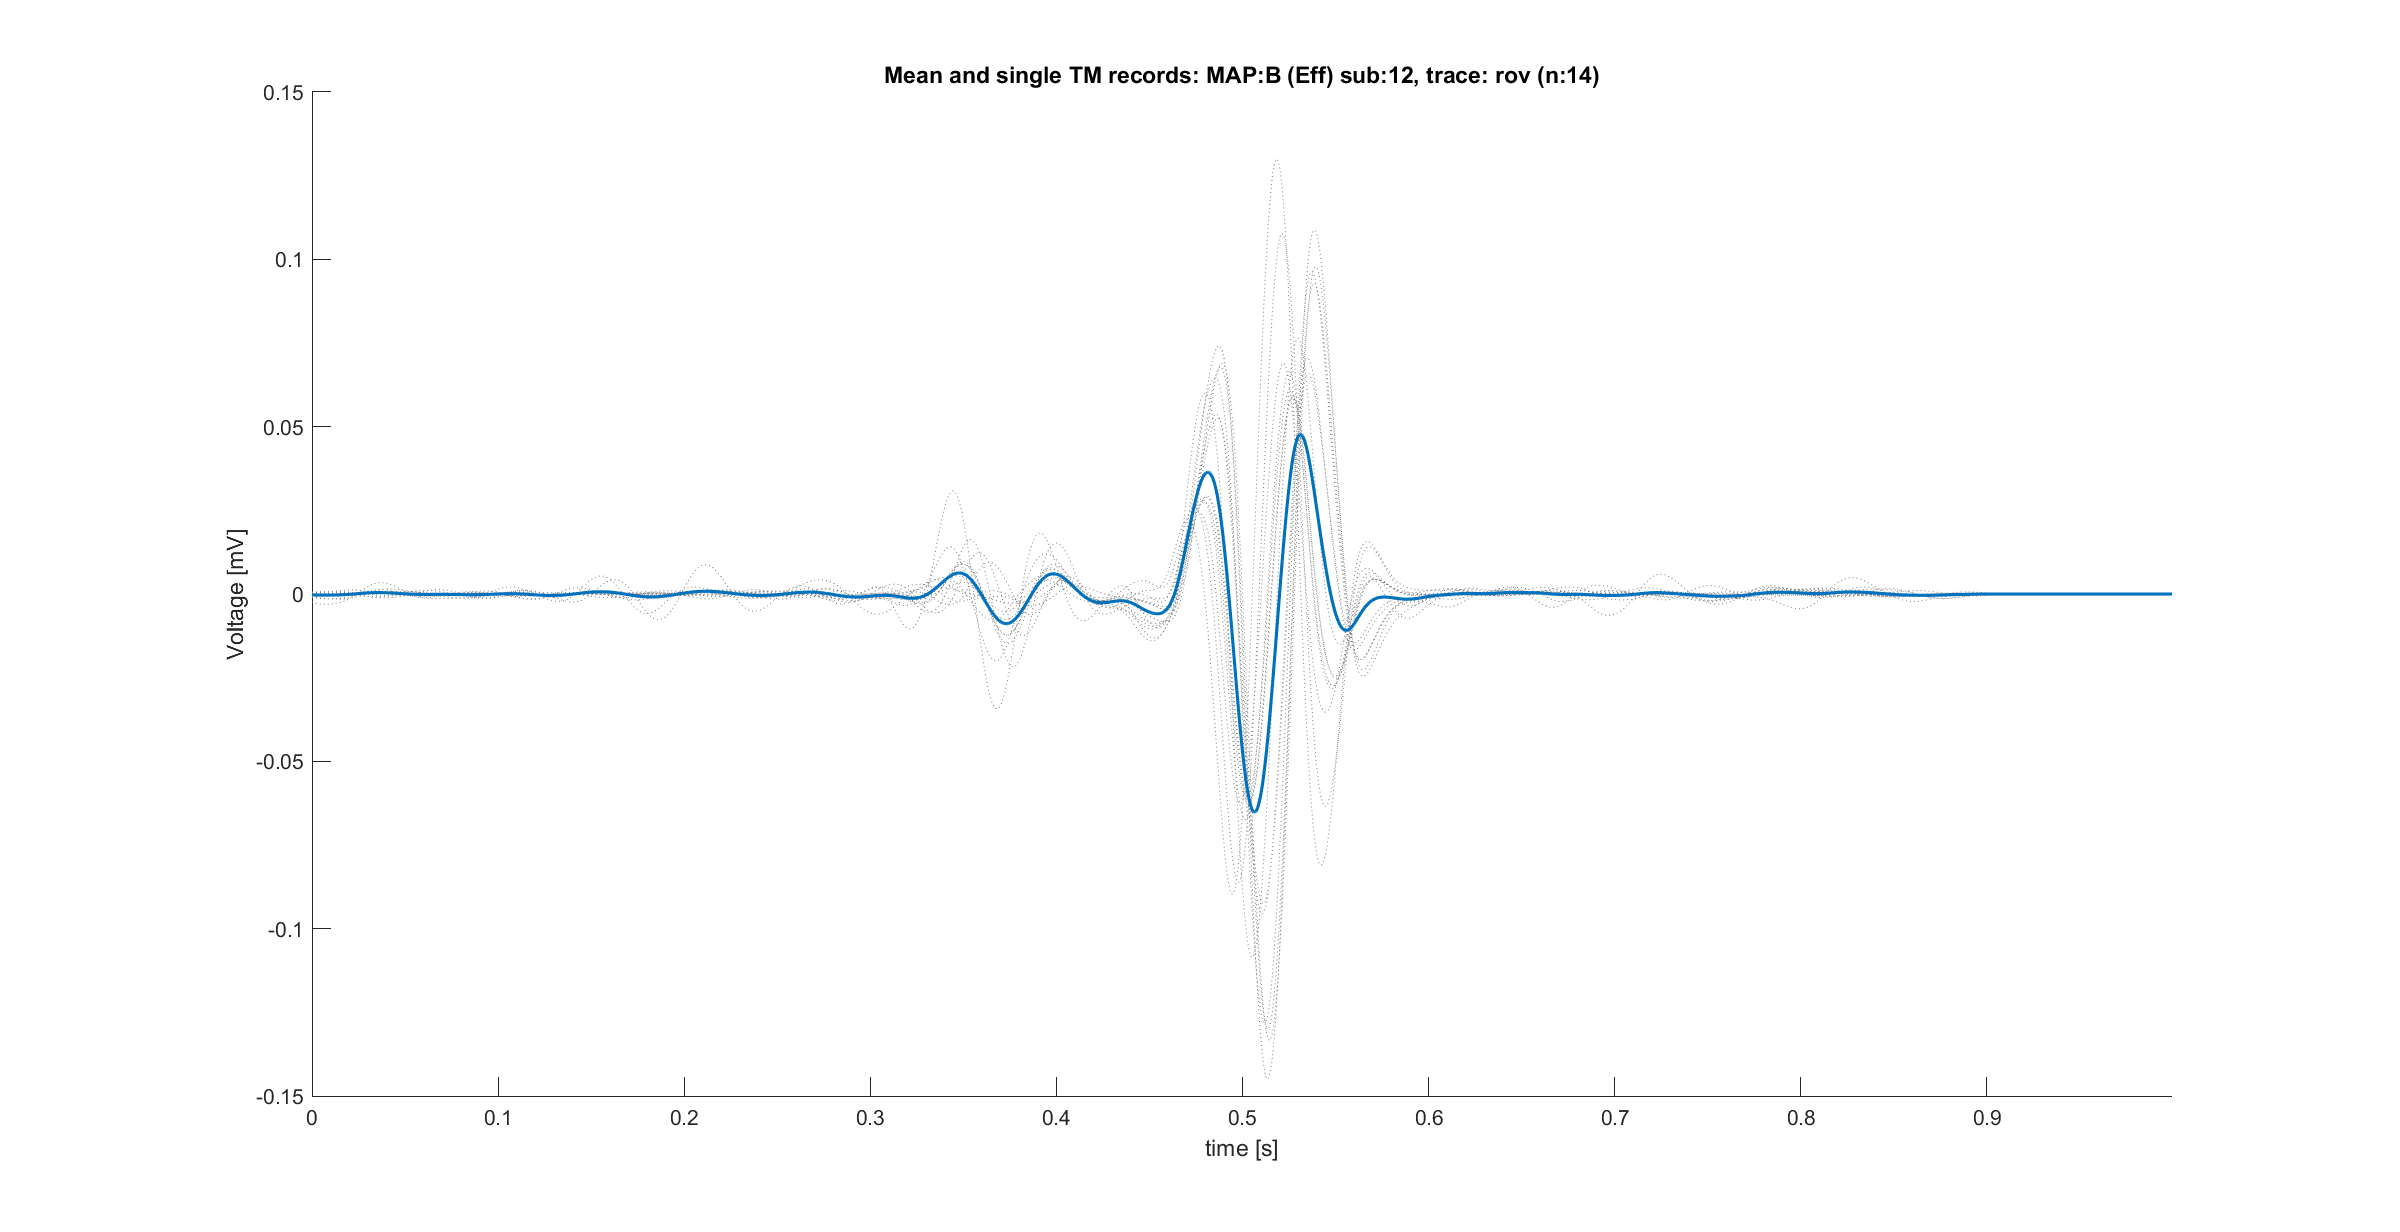 Mean and single TM records: MAP:B (Eff) sub:12, trace: rov (n:14)
0.15
0.1
0.05
0
-0.05
-0.1
-0.15
Voltage [mV]
0 0.1 0.2 0.3 0.4 0.5 0.6 0.7 0.8 0.9
time [s]